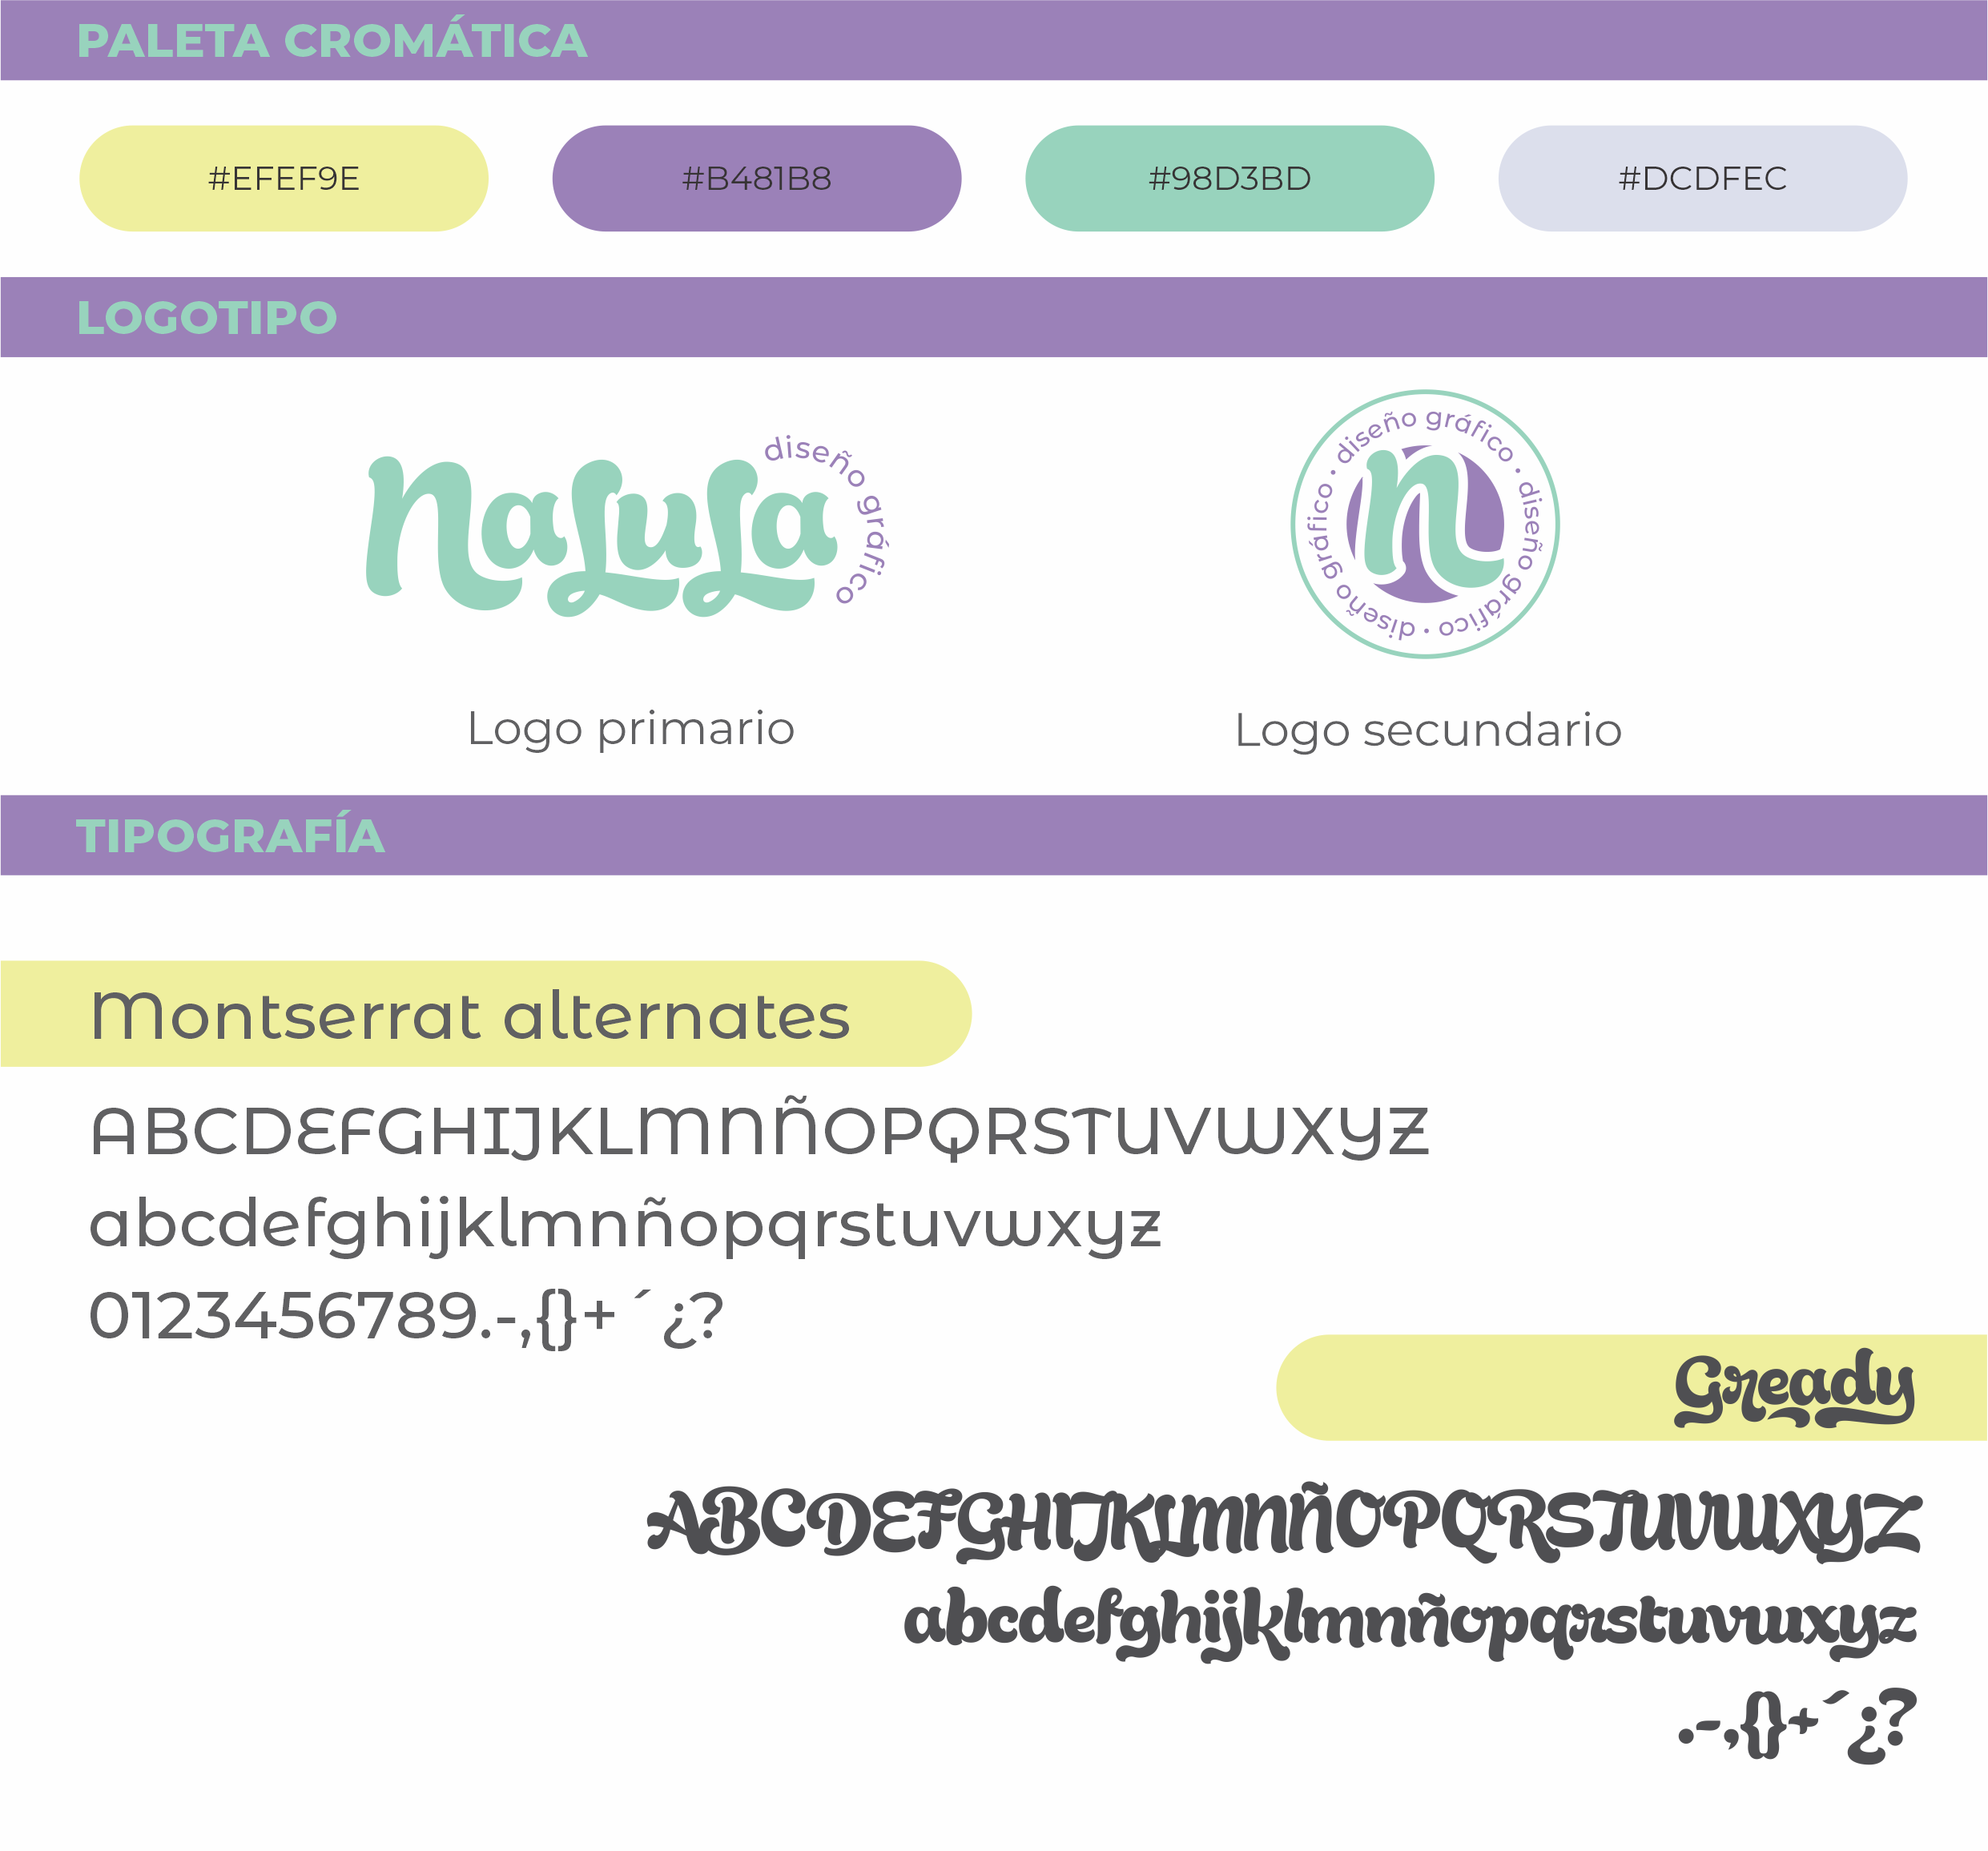 PALETA CROMÁTICA
#EFEF9E
#B481B8
#98D3BD
#DCDFEC
LOGOTIPO
NaLuLa
diseño gráfico
diseño gráfico • diseño gráfico • diseño gráfico •
N
Logo primario
Logo secundario
TIPOGRAFÍA
Montserrat alternates
ABCDEFGHIJKLMNÑOPQRSTUVWXYZ
abcdefghijklmnñopqrstuvwxyz
0123456789.-,{}+´¿?
Gready
ABCDEFGHIJKLMNÑOPQRSTUVWXYZ
abcdefghijklmnñopqrstuvwxyz
.-,{}+´¿?